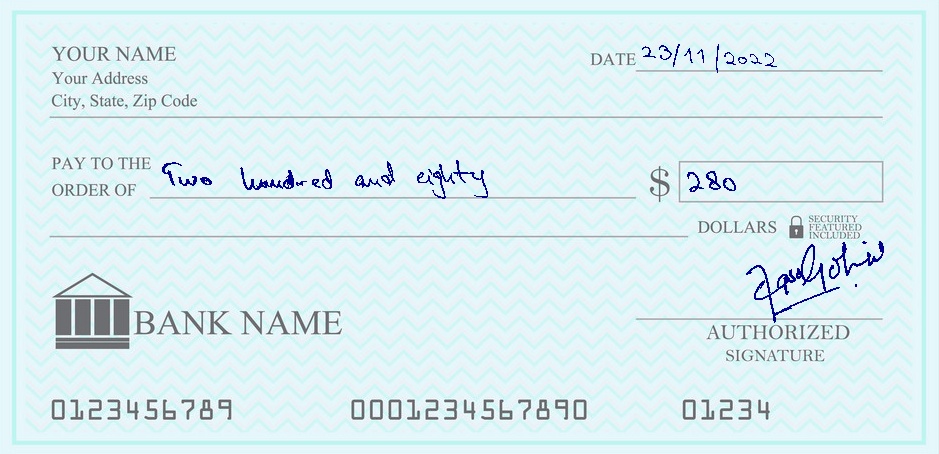 YOUR NAME
Your Address
City, State, Zip Code
DATE 23/11/2022
PAY TO THE
ORDER OF Two hundred and eighty $ 280
DOLLARS
SECURITY
FEATURED
INCLUDED
BANK NAME
AUTHORIZED
SIGNATURE
0123456789 0001234567890 01234